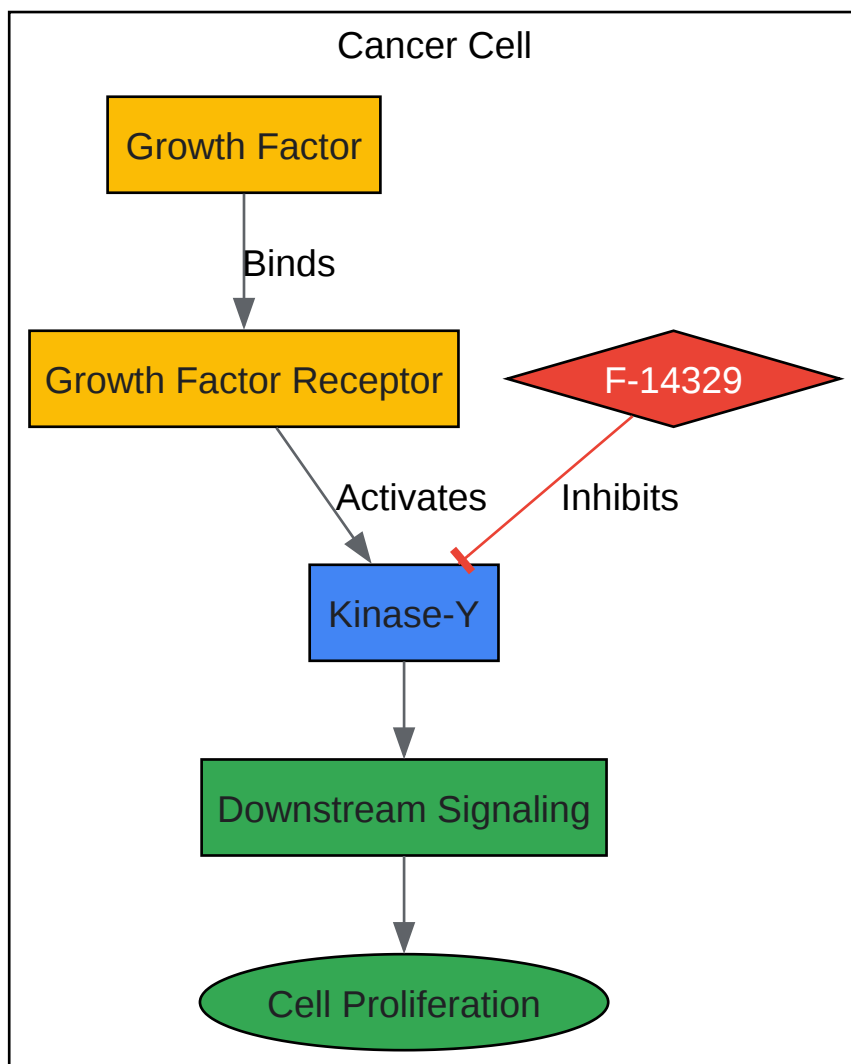 Cancer Cell
Growth Factor
Binds
Growth Factor Receptor
F-14329
Activates
Inhibits
Kinase-Y
Downstream Signaling
Cell Proliferation